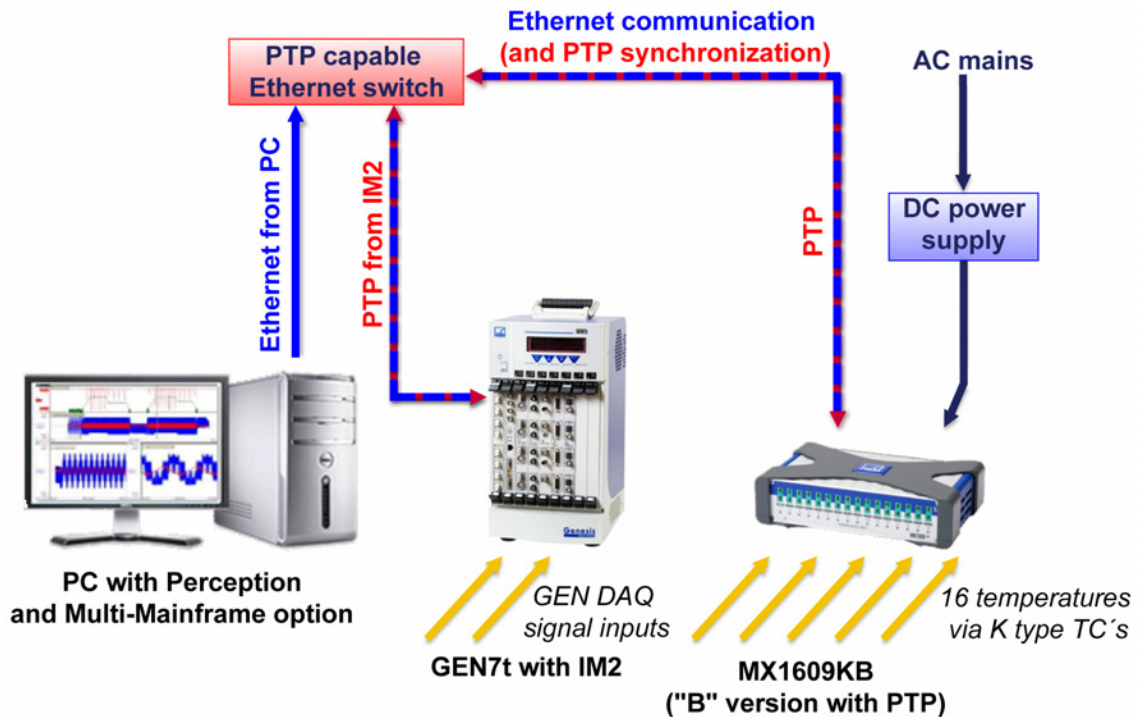 Ethernet communication
(and PTP synchronization)
PTP capable
Ethernet switch
AC mains
Ethernet from PC
PTP from IM2
PTP
DC power
supply
Genesis
PC with Perception
and Multi-Mainframe option
GEN DAQ
signal inputs
GEN7t with IM2
16 temperatures
via K type TC´s
MX1609KB
("B" version with PTP)